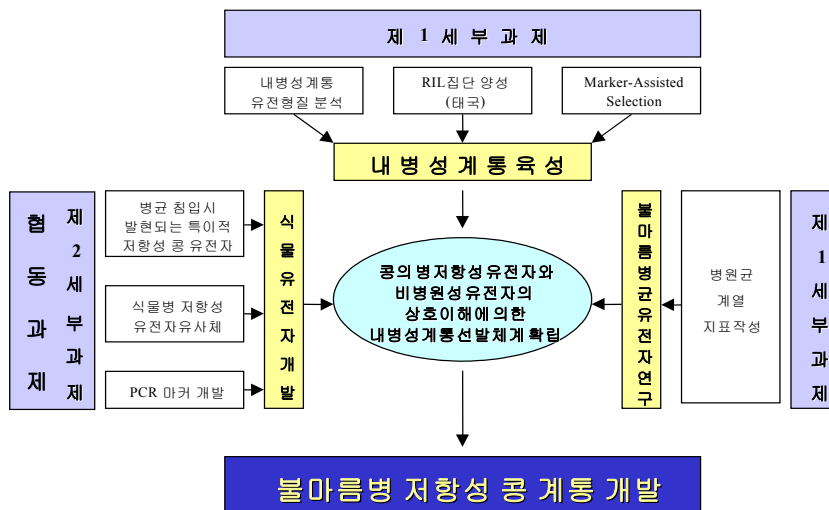 제 1 세 부 과 제
내병성계통
유전형질 분석
RIL집단 양성
(태국)
Marker-Assisted
Selection
내 병 성 계 통 육 성
협동과제
제2세부과제
병균 침입시
발현되는 특이적
저항성 콩 유전자
식물병 저항성
유전자유사체
PCR 마커 개발
식물유전자개발
콩의 병저항성유전자와
비병원성유전자의
상호이해에의한
내병성계통선발체계확립
불마름병균유전자연구
병원균
계열
지표작성
제1세부과제
불마름병 저항성 콩 계통 개발